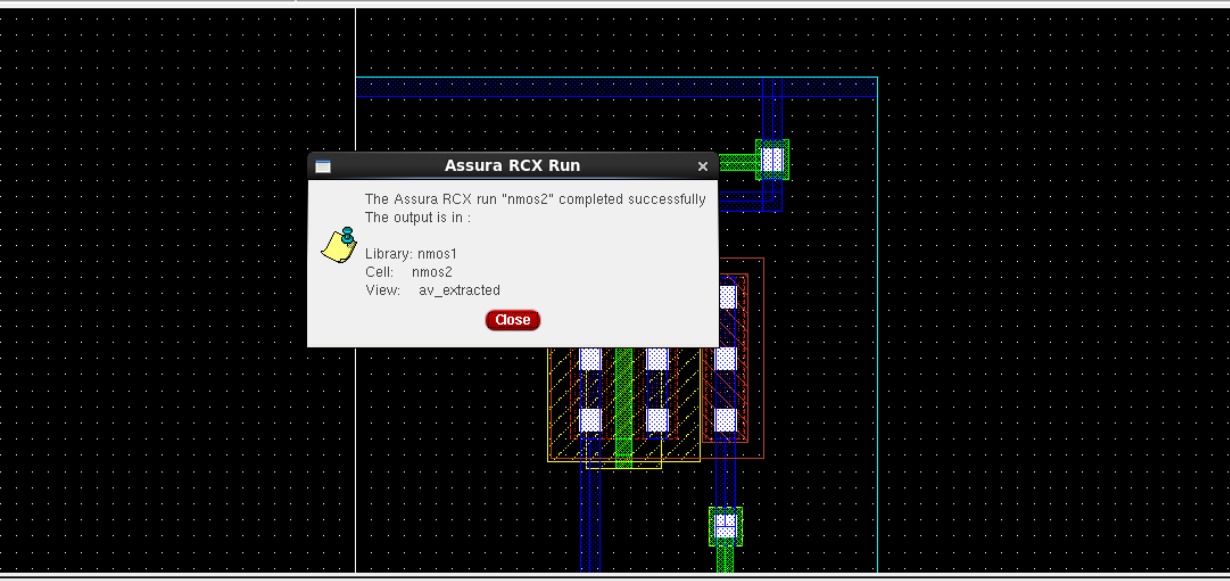 Assura RCX Run
The Assura RCX run "nmos2" completed successfully
The output is in :
Library: nmos1
Cell: nmos2
View: av_extracted
Close